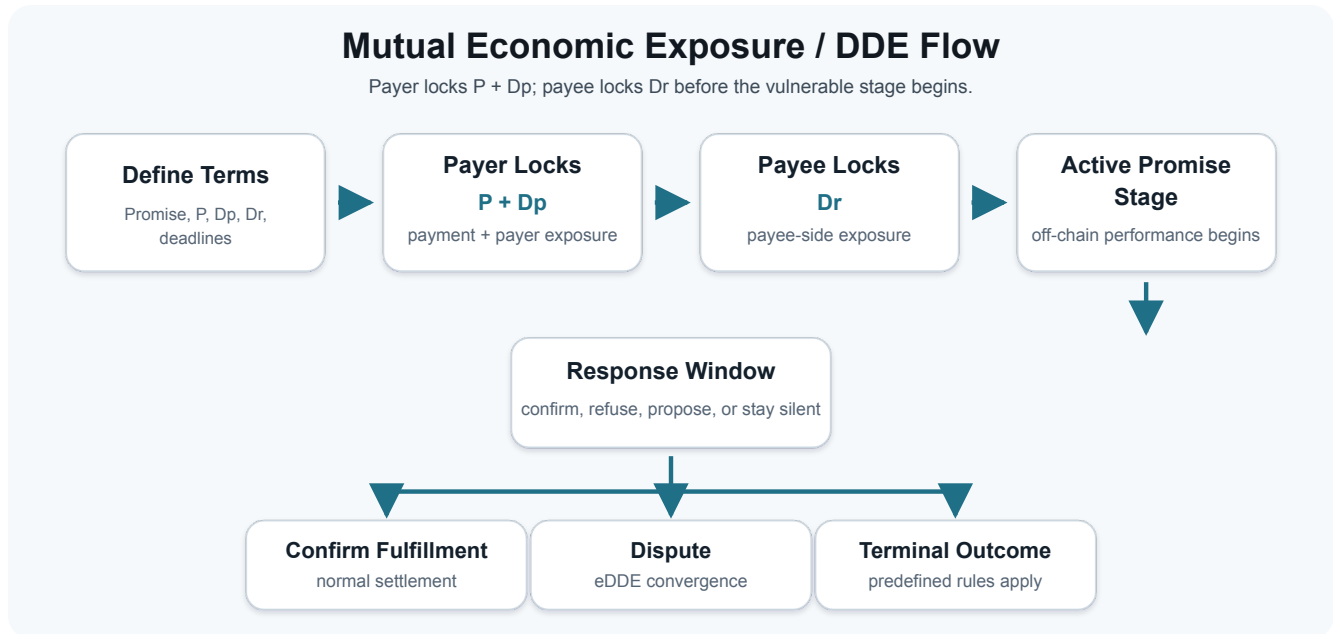 Mutual Economic Exposure / DDE Flow
Payer locks P + Dp; payee locks Dr before the vulnerable stage begins.
Define Terms
Promise, P, Dp, Dr,
deadlines
Payer Locks
P + Dp
payment + payer exposure
Payee Locks
Dr
payee-side exposure
Active Promise
Stage
off-chain performance begins
Response Window
confirm, refuse, propose, or stay silent
Confirm Fulfillment
normal settlement
Dispute
eDDE convergence
Terminal Outcome
predefined rules apply